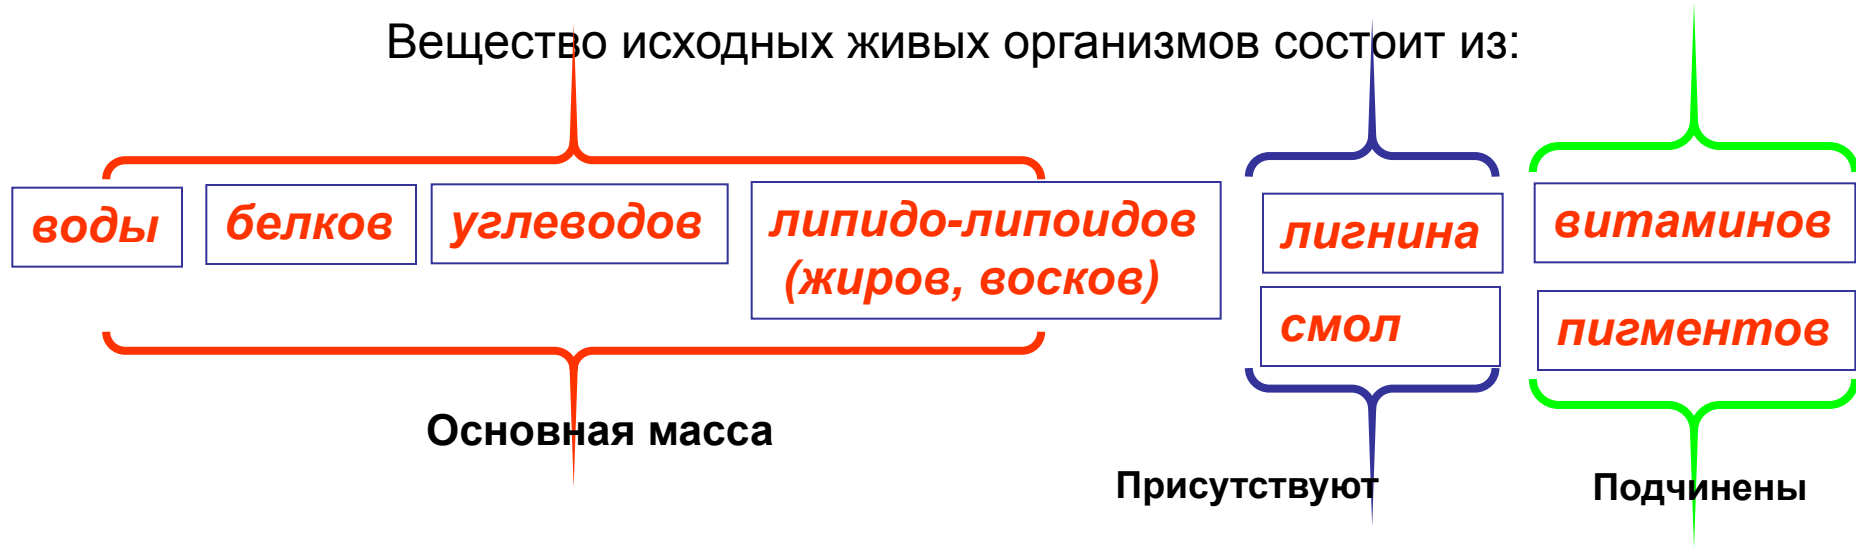 Вещество исходных живых организмов состоит из:
воды
белков
углеводов
липидо-липоидов
(жиров, восков)
лигнина
смол
витаминов
пигментов
Основная масса
Присутствуют
Подчинены